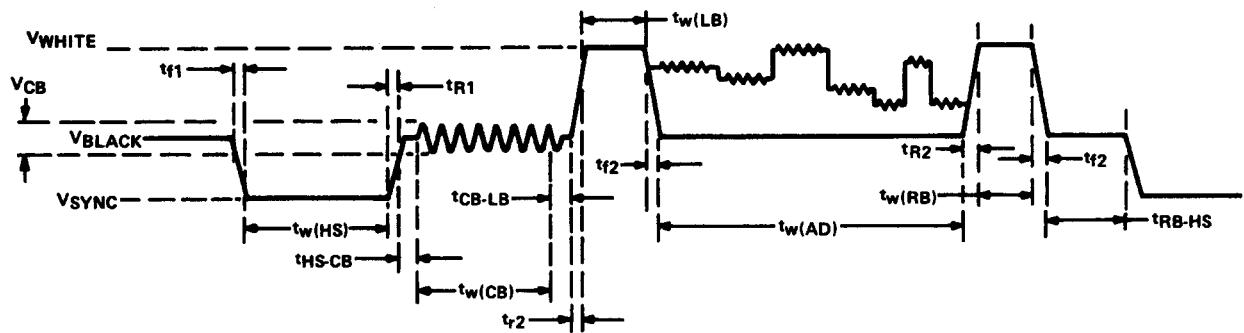 tw(LB)
VWHITE
tf1
tR1
VCB
VBLACK
tf2
tR2
tf2
tCB-LB
VSYNC
tw(RB)
tw(HS)
tw(AD)
tRB-HS
tHS-CB
tw(CB)
tr2